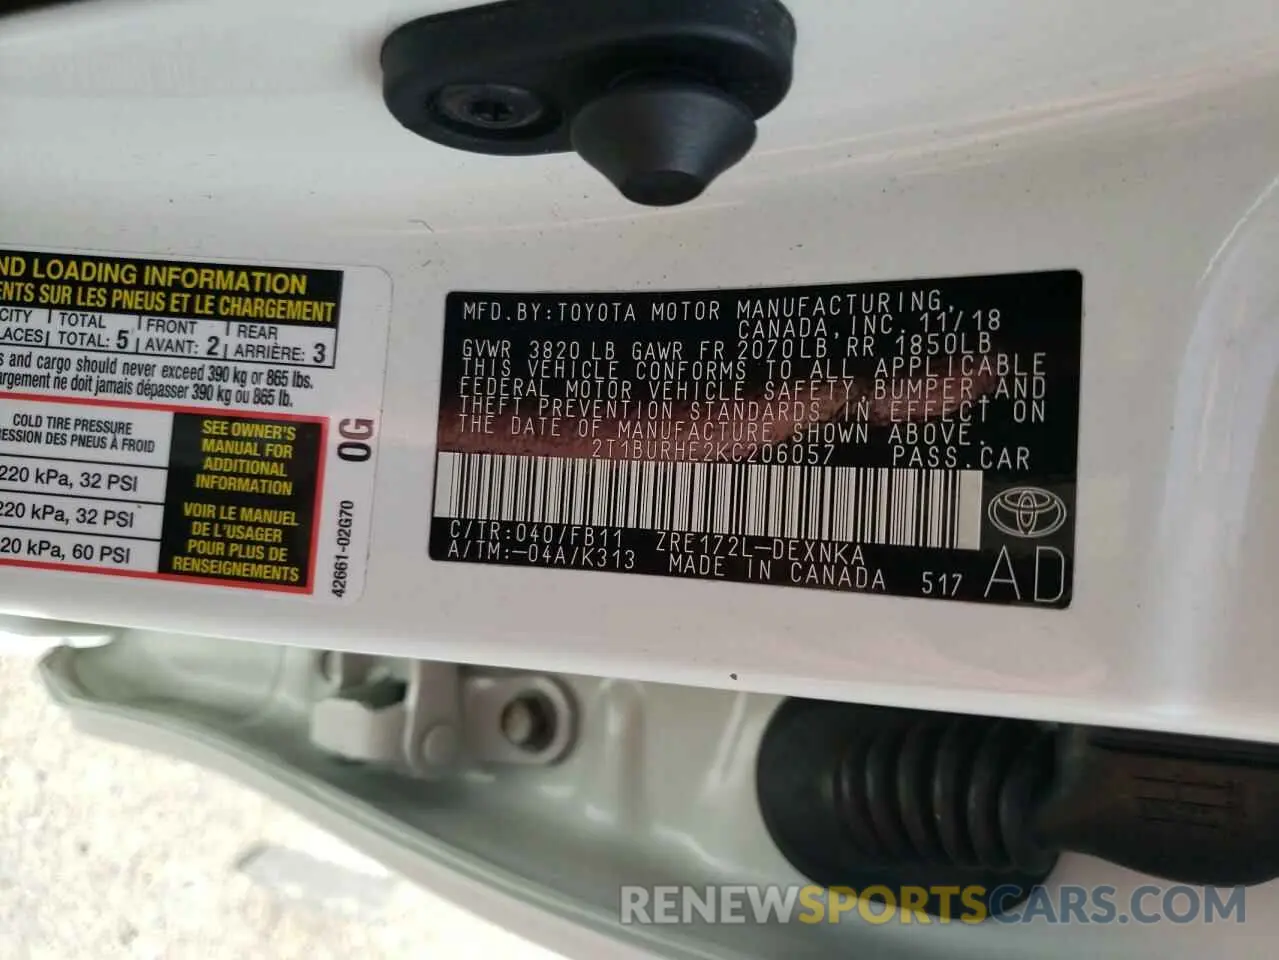 ND LOADING INFORMATION
ENTS SUR LES PNEUS ET LE CHARGEMENT
CITY TOTAL FRONT REAR
LACES TOTAL: 5 AVANT: 2 ARRIÈRE: 3
s and cargo should never exceed 390 kg or 865 lbs.
argement ne doit jamais dépasser 390 kg ou 865 lb.
COLD TIRE PRESSURE
ESSION DES PNEUS À FROID
220 kPa, 32 PSI
220 kPa, 32 PSI
20 kPa, 60 PSI
SEE OWNER'S
MANUAL FOR
ADDITIONAL
INFORMATION
VOIR LE MANUEL
DE L'USAGER
POUR PLUS DE
RENSEIGNEMENTS
0G
42661-02G70
MFD.BY:TOYOTA MOTOR MANUFACTURING,
CANADA,INC. 11/18
GVWR 3820 LB GAWR FR 2070LB,RR 1850LB
THIS VEHICLE CONFORMS TO ALL APPLICABLE
FEDERAL MOTOR VEHICLE SAFETY,BUMPER,AND
THEFT PREVENTION STANDARDS IN EFFECT ON
THE DATE OF MANUFACTURE SHOWN ABOVE.
2T1BURHE2KC206057 PASS.CAR
C/TR:040/FB11 ZRE172L-DEXNKA
A/TM:-04A/K313 MADE IN CANADA 517 AD
RENEWSPORTSCARS.COM